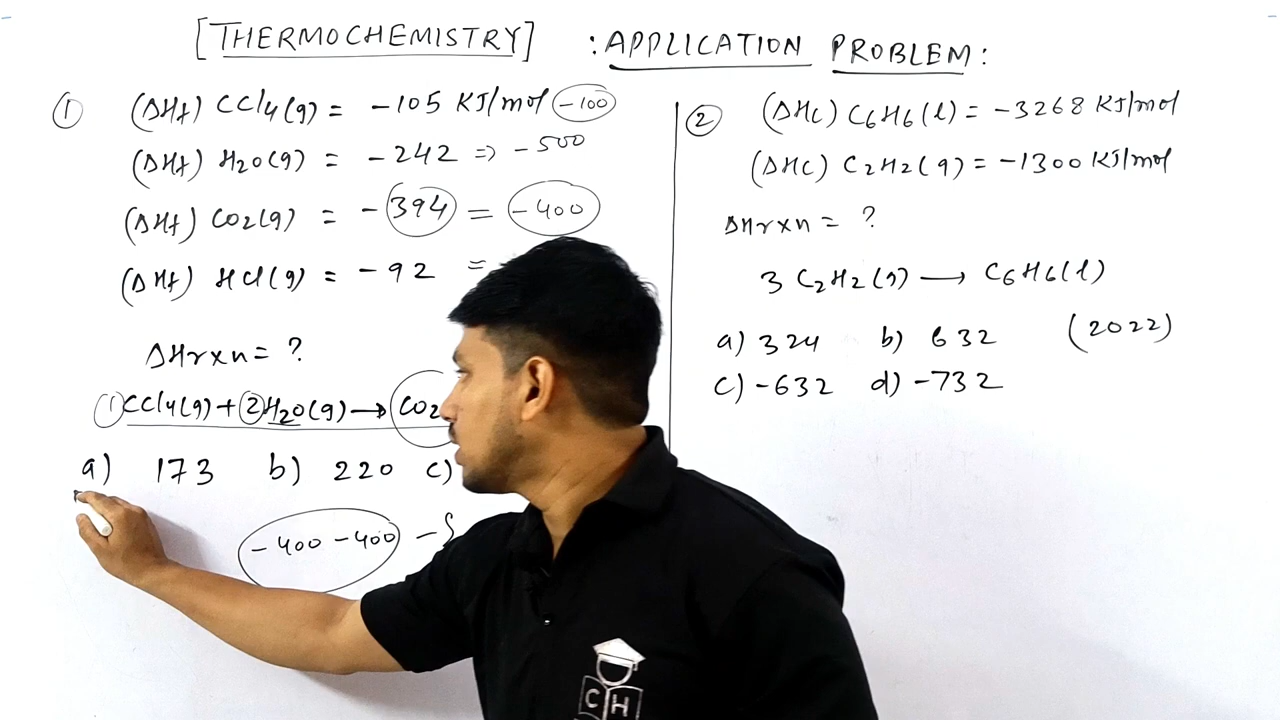 [THERMOCHEMISTRY] : APPLICATION PROBLEM:
① (ΔHf) CCl4(g) = -105 KJ/mol -100
(ΔHf) H2O(g) = -242 => -500
(ΔHf) CO2(g) = -394 = -400
(ΔHf) HCl(g) = -92 =
ΔHrxn = ?
① CCl4(g) + ② H2O(g) → CO2
a) 173 b) 220 c)
-400 -400 -
② (ΔHc) C6H6(l) = -3268 KJ/mol
(ΔHc) C2H2(g) = -1300 KJ/mol
ΔHrxn = ?
3 C2H2(g) → C6H6(l)
a) 324 b) 632 (2022)
c) -632 d) -732
C H